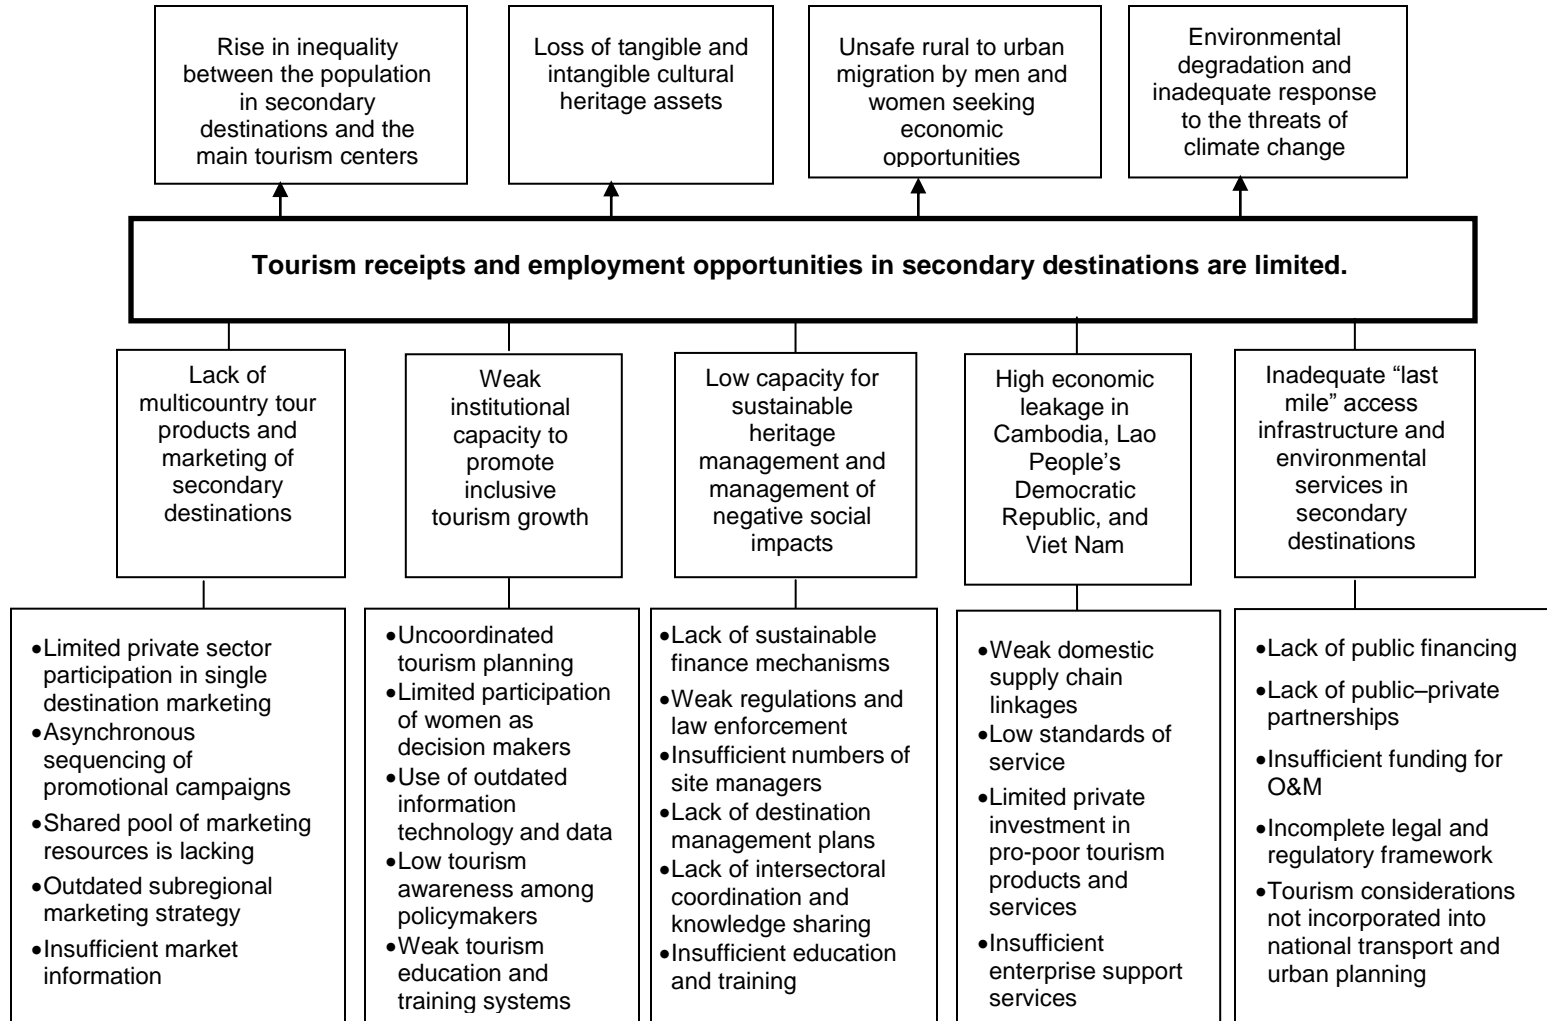 Rise in inequality
between the population
in secondary
destinations and the
main tourism centers
Loss of tangible and
intangible cultural
heritage assets
Unsafe rural to urban
migration by men and
women seeking
economic
opportunities
Environmental
degradation and
inadequate response
to the threats of
climate change
Tourism receipts and employment opportunities in secondary destinations are limited.
Lack of
multicountry tour
products and
marketing of
secondary
destinations
Weak
institutional
capacity to
promote
inclusive
tourism growth
Low capacity for
sustainable
heritage
management and
management of
negative social
impacts
High economic
leakage in
Cambodia, Lao
People’s
Democratic
Republic, and
Viet Nam
Inadequate “last
mile” access
infrastructure and
environmental
services in
secondary
destinations
•Limited private sector
participation in single
destination marketing
•Asynchronous
sequencing of
promotional campaigns
•Shared pool of marketing
resources is lacking
•Outdated subregional
marketing strategy
•Insufficient market
information
•Uncoordinated
tourism planning
•Limited participation
of women as
decision makers
•Use of outdated
information
technology and data
•Low tourism
awareness among
policymakers
•Weak tourism
education and
training systems
•Lack of sustainable
finance mechanisms
•Weak regulations and
law enforcement
•Insufficient numbers of
site managers
•Lack of destination
management plans
•Lack of intersectoral
coordination and
knowledge sharing
•Insufficient education
and training
•Weak domestic
supply chain
linkages
•Low standards of
service
•Limited private
investment in
pro-poor tourism
products and
services
•Insufficient
enterprise support
services
•Lack of public financing
•Lack of public–private
partnerships
•Insufficient funding for
O&M
•Incomplete legal and
regulatory framework
•Tourism considerations
not incorporated into
national transport and
urban planning